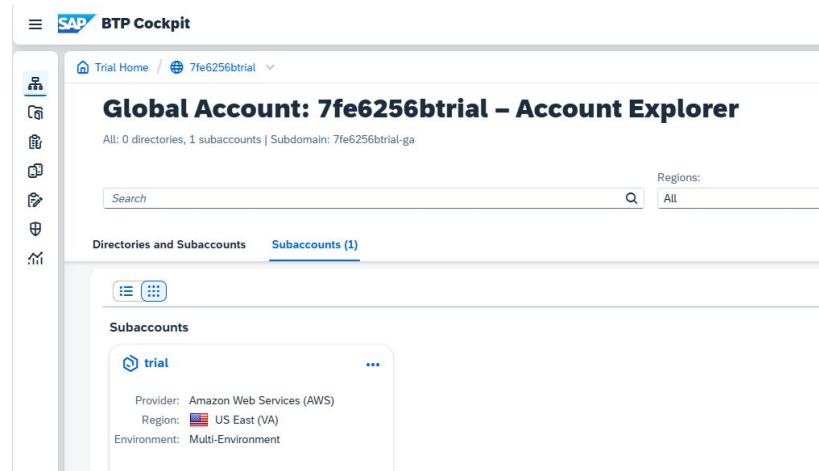 SAP BTP Cockpit
Trial Home / 7fe6256btrial
Global Account: 7fe6256btrial – Account Explorer
All: 0 directories, 1 subaccounts | Subdomain: 7fe6256btrial-ga
Regions:
Search All
Directories and Subaccounts Subaccounts (1)
Subaccounts
trial
Provider: Amazon Web Services (AWS)
Region: US East (VA)
Environment: Multi-Environment